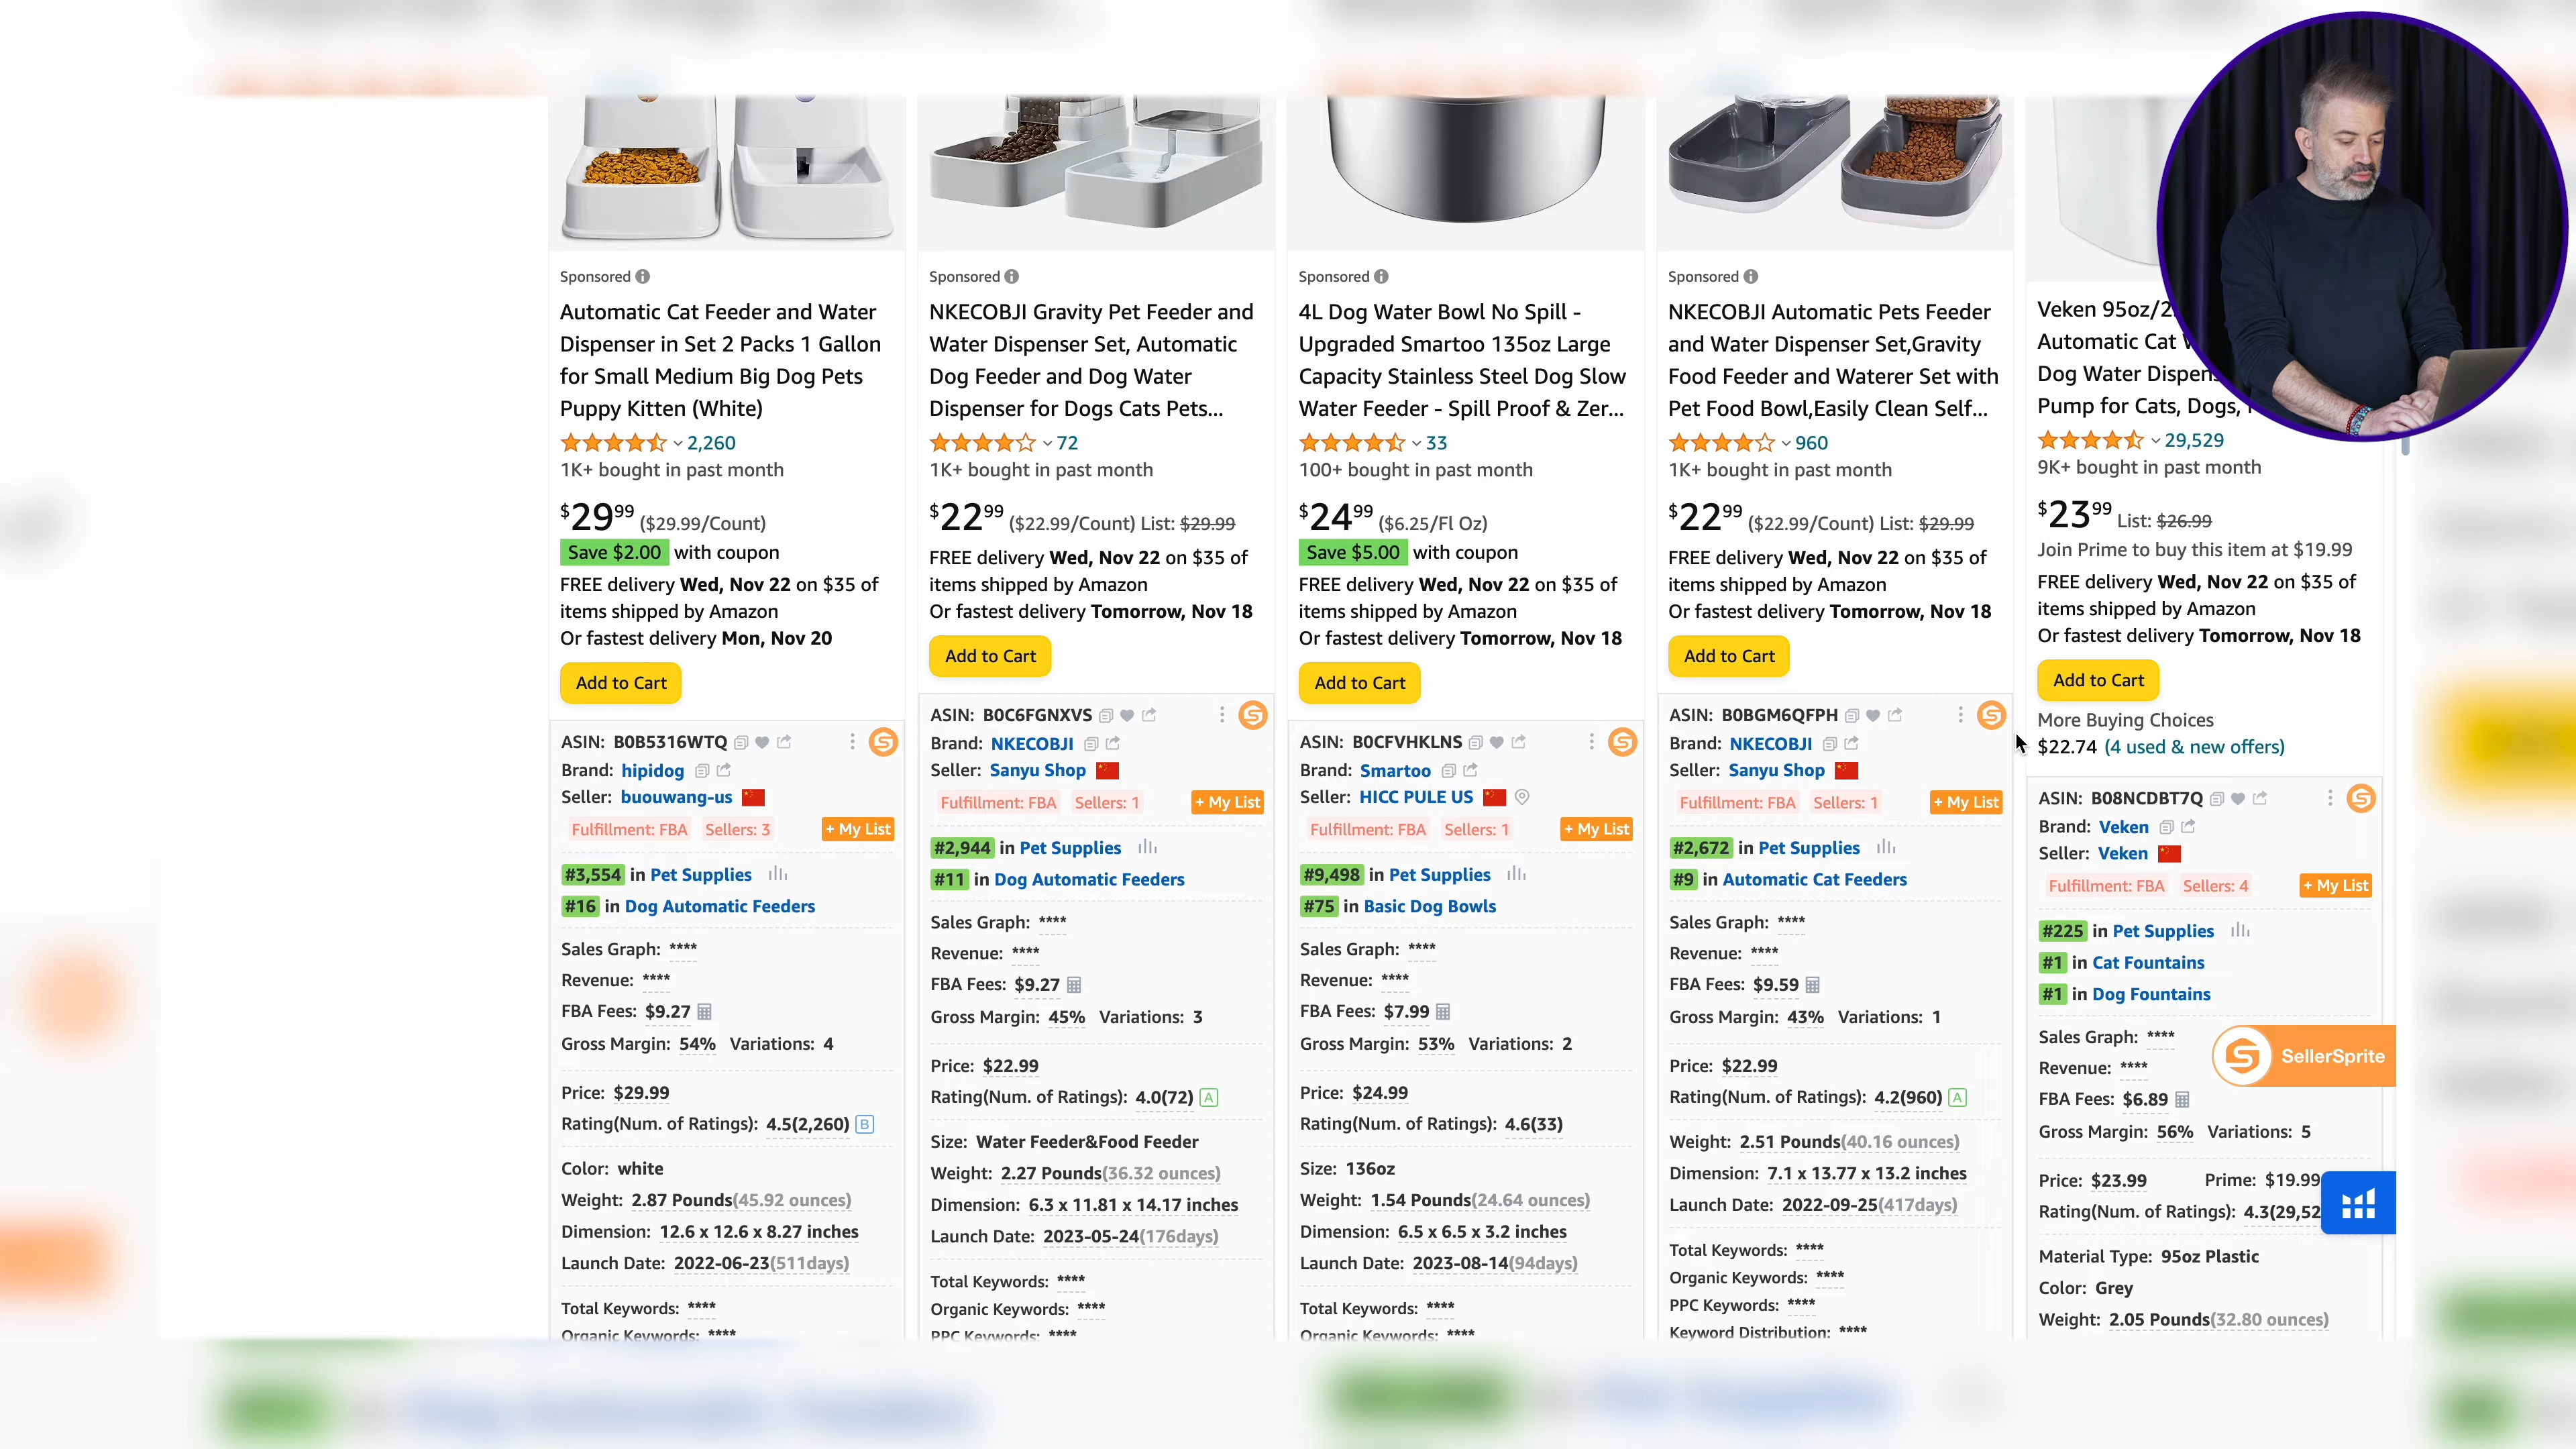 Sponsored
Automatic Cat Feeder and Water
Dispenser in Set 2 Packs 1 Gallon
for Small Medium Big Dog Pets
Puppy Kitten (White)
2,260
1K+ bought in past month
$29.99 ($29.99/Count)
Save $2.00 with coupon
FREE delivery Wed, Nov 22 on $35 of
items shipped by Amazon
Or fastest delivery Mon, Nov 20
Add to Cart
ASIN: B0B5316WTQ
Brand: hipidog
Seller: buouwang-us
Fulfillment: FBA Sellers: 3 + My List
#3,554 in Pet Supplies
#16 in Dog Automatic Feeders
Sales Graph: ****
Revenue: ****
FBA Fees: $9.27
Gross Margin: 54% Variations: 4
Price: $29.99
Rating(Num. of Ratings): 4.5(2,260) B
Color: white
Weight: 2.87 Pounds(45.92 ounces)
Dimension: 12.6 x 12.6 x 8.27 inches
Launch Date: 2022-06-23(511days)
Total Keywords: ****
Organic Keywords: ****
Sponsored
NKECOBJI Gravity Pet Feeder and
Water Dispenser Set, Automatic
Dog Feeder and Dog Water
Dispenser for Dogs Cats Pets...
72
1K+ bought in past month
$22.99 ($22.99/Count) List: $29.99
FREE delivery Wed, Nov 22 on $35 of
items shipped by Amazon
Or fastest delivery Tomorrow, Nov 18
Add to Cart
ASIN: B0C6FGNXVS
Brand: NKECOBJI
Seller: Sanyu Shop
Fulfillment: FBA Sellers: 1 + My List
#2,944 in Pet Supplies
#11 in Dog Automatic Feeders
Sales Graph: ****
Revenue: ****
FBA Fees: $9.27
Gross Margin: 45% Variations: 3
Price: $22.99
Rating(Num. of Ratings): 4.0(72) A
Size: Water Feeder&Food Feeder
Weight: 2.27 Pounds(36.32 ounces)
Dimension: 6.3 x 11.81 x 14.17 inches
Launch Date: 2023-05-24(176days)
Total Keywords: ****
Organic Keywords: ****
PPC Keywords: ****
Sponsored
4L Dog Water Bowl No Spill -
Upgraded Smartoo 135oz Large
Capacity Stainless Steel Dog Slow
Water Feeder - Spill Proof & Zer...
33
100+ bought in past month
$24.99 ($6.25/Fl Oz)
Save $5.00 with coupon
FREE delivery Wed, Nov 22 on $35 of
items shipped by Amazon
Or fastest delivery Tomorrow, Nov 18
Add to Cart
ASIN: B0CFVHKLNS
Brand: Smartoo
Seller: HICC PULE US
Fulfillment: FBA Sellers: 1 + My List
#9,498 in Pet Supplies
#75 in Basic Dog Bowls
Sales Graph: ****
Revenue: ****
FBA Fees: $7.99
Gross Margin: 53% Variations: 2
Price: $24.99
Rating(Num. of Ratings): 4.6(33)
Size: 136oz
Weight: 1.54 Pounds(24.64 ounces)
Dimension: 6.5 x 6.5 x 3.2 inches
Launch Date: 2023-08-14(94days)
Total Keywords: ****
Organic Keywords: ****
Sponsored
NKECOBJI Automatic Pets Feeder
and Water Dispenser Set,Gravity
Food Feeder and Waterer Set with
Pet Food Bowl,Easily Clean Self...
960
1K+ bought in past month
$22.99 ($22.99/Count) List: $29.99
FREE delivery Wed, Nov 22 on $35 of
items shipped by Amazon
Or fastest delivery Tomorrow, Nov 18
Add to Cart
ASIN: B0BGM6QFPH
Brand: NKECOBJI
Seller: Sanyu Shop
Fulfillment: FBA Sellers: 1 + My List
#2,672 in Pet Supplies
#9 in Automatic Cat Feeders
Sales Graph: ****
Revenue: ****
FBA Fees: $9.59
Gross Margin: 43% Variations: 1
Price: $22.99
Rating(Num. of Ratings): 4.2(960) A
Weight: 2.51 Pounds(40.16 ounces)
Dimension: 7.1 x 13.77 x 13.2 inches
Launch Date: 2022-09-25(417days)
Total Keywords: ****
Organic Keywords: ****
PPC Keywords: ****
Keyword Distribution: ****
Veken 95oz/2
Automatic Cat
Dog Water Dispen
Pump for Cats, Dogs,
29,529
9K+ bought in past month
$23.99 List: $26.99
Join Prime to buy this item at $19.99
FREE delivery Wed, Nov 22 on $35 of
items shipped by Amazon
Or fastest delivery Tomorrow, Nov 18
Add to Cart
More Buying Choices
$22.74 (4 used & new offers)
ASIN: B08NCDBT7Q
Brand: Veken
Seller: Veken
Fulfillment: FBA Sellers: 4 + My List
#225 in Pet Supplies
#1 in Cat Fountains
#1 in Dog Fountains
Sales Graph: ****
Revenue: ****
SellerSprite
FBA Fees: $6.89
Gross Margin: 56% Variations: 5
Price: $23.99 Prime: $19.99
Rating(Num. of Ratings): 4.3(29,52
Material Type: 95oz Plastic
Color: Grey
Weight: 2.05 Pounds(32.80 ounces)